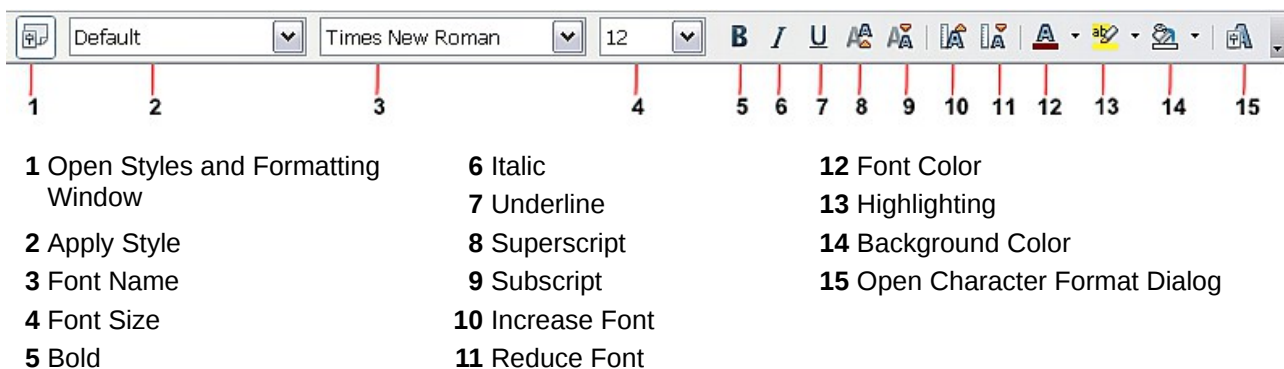 Default Times New Roman 12 B I U
1 2 3 4 5 6 7 8 9 10 11 12 13 14 15
1 Open Styles and Formatting
Window
2 Apply Style
3 Font Name
4 Font Size
5 Bold
6 Italic
7 Underline
8 Superscript
9 Subscript
10 Increase Font
11 Reduce Font
12 Font Color
13 Highlighting
14 Background Color
15 Open Character Format Dialog